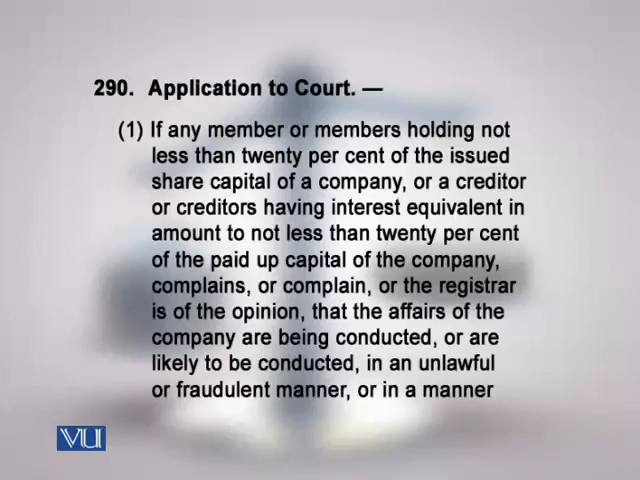 290. Application to Court. —
(1) If any member or members holding not
less than twenty per cent of the issued
share capital of a company, or a creditor
or creditors having interest equivalent in
amount to not less than twenty per cent
of the paid up capital of the company,
complains, or complain, or the registrar
is of the opinion, that the affairs of the
company are being conducted, or are
likely to be conducted, in an unlawful
or fraudulent manner, or in a manner
VU